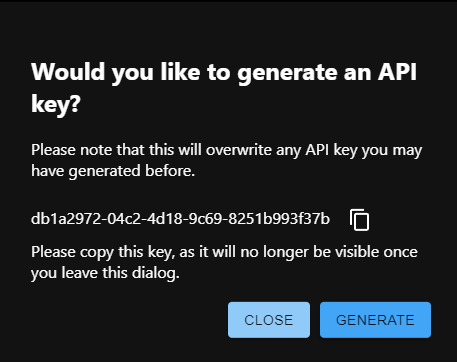 Would you like to generate an API
key?
Please note that this will overwrite any API key you may
have generated before.
db1a2972-04c2-4d18-9c69-8251b993f37b
Please copy this key, as it will no longer be visible once
you leave this dialog.
CLOSE
GENERATE